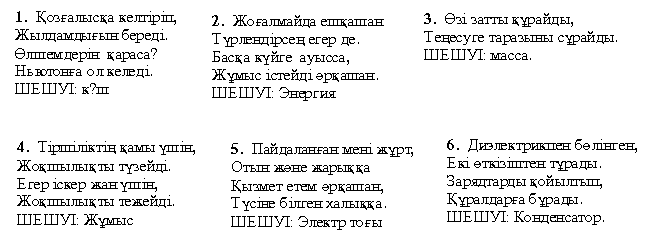 1. Қозғалысқа келтіріп,
Жылдамдығын береді.
Өлшемдерін қараса?
Ньютонға ол келеді.
ШЕШУІ: к?ш
2. Жоғалмайда ешқашан
Түрлендірсең егер де.
Басқа күйге ауысса,
Жұмыс істейді әрқашан.
ШЕШУІ: Энергия
3. Өзі затты құрайды,
Теңесуге таразыны сұрайды.
ШЕШУІ: масса.
4. Тіршіліктің қамы үшін,
Жоқшылықты түзейді.
Егер іскер жан үшін,
Жоқшылықты тежейді.
ШЕШУІ: Жұмыс
5. Пайдаланған мені жұрт,
Отын және жарыққа
Қызмет етем әрқашан,
Түсіне білген халыққа.
ШЕШУІ: Электр тоғы
6. Диэлектрикпен бөлінген,
Екі өткізіштен тұрады.
Зарядтарды қойылтып,
Құралдарға бұрады.
ШЕШУІ: Конденсатор.